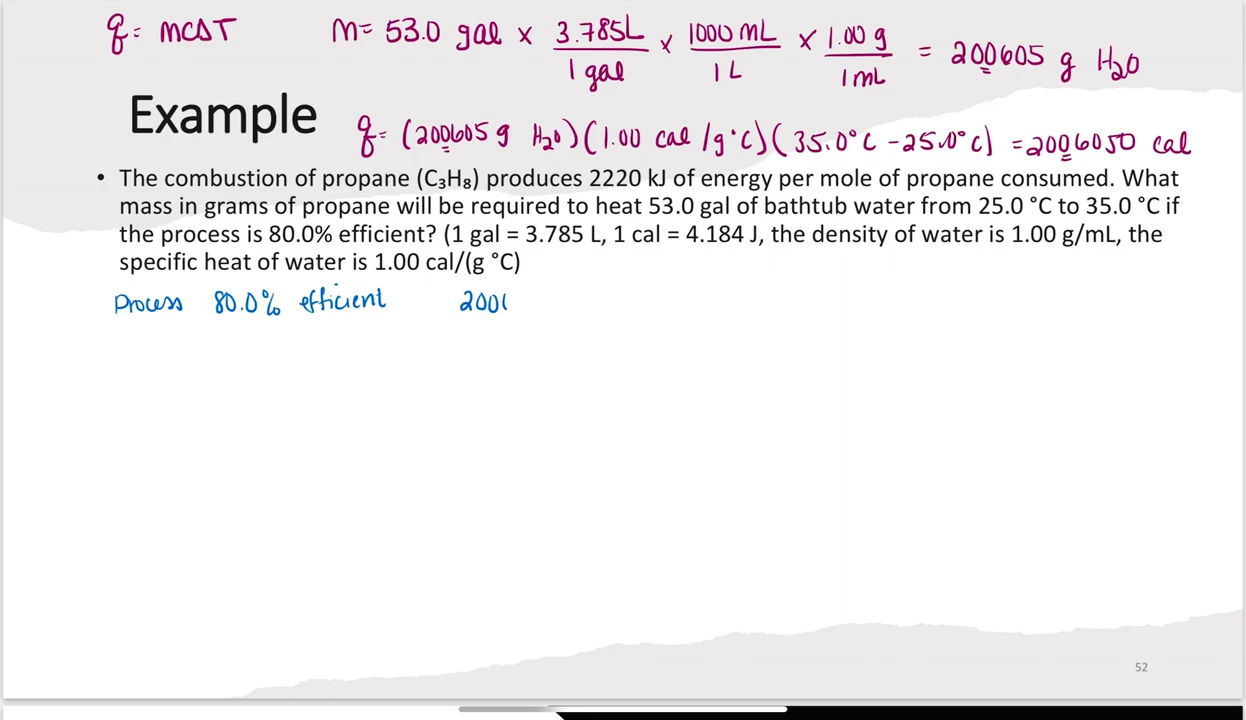 q = mCΔT m= 53.0 gal × 3.785L / 1 gal × 1000 mL / 1 L × 1.00 g / 1 mL = 200605 g H₂O
Example
q= (200605 g H₂O)(1.00 cal /g°C)(35.0°C -25.0°C) =2006050 cal
• The combustion of propane (C₃H₈) produces 2220 kJ of energy per mole of propane consumed. What
mass in grams of propane will be required to heat 53.0 gal of bathtub water from 25.0 °C to 35.0 °C if
the process is 80.0% efficient? (1 gal = 3.785 L, 1 cal = 4.184 J, the density of water is 1.00 g/mL, the
specific heat of water is 1.00 cal/(g °C)
Process 80.0% efficient 200(
52